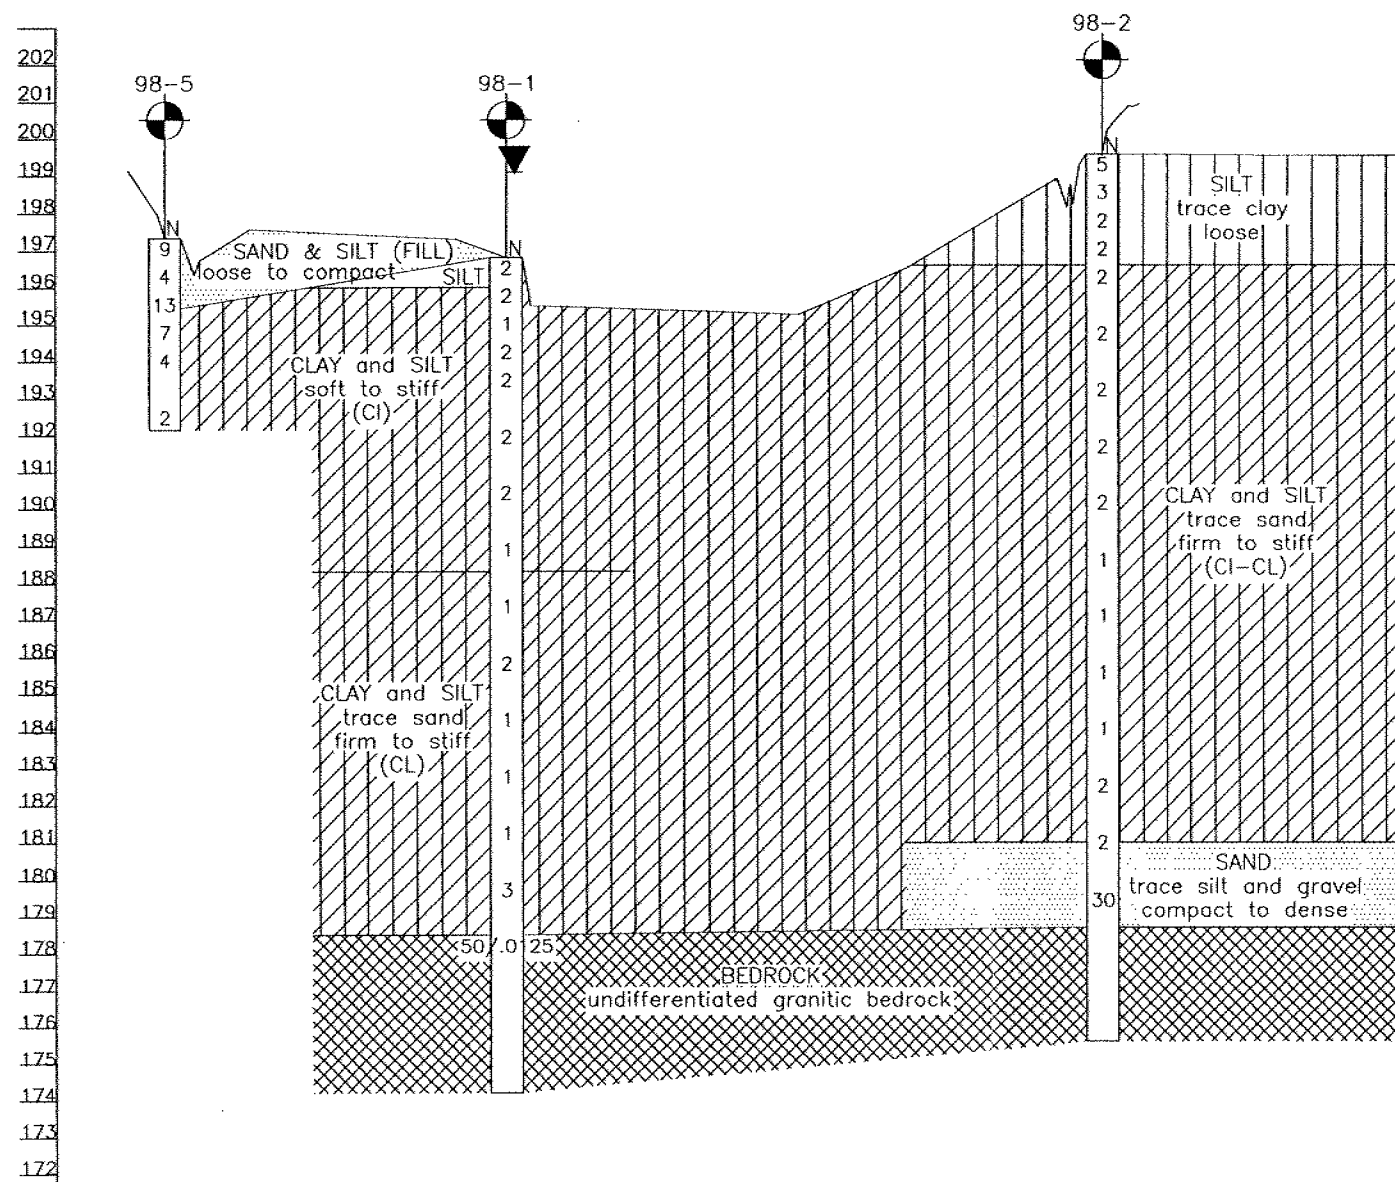 98-2
98-5
98-1
202
201
200
199
198
197
196
195
194
193
192
191
190
189
188
187
186
185
184
183
182
181
180
179
178
177
176
175
174
173
172
N
9
4
13
7
4
2
SAND & SILT (FILL)
loose to compact
SILT
CLAY and SILT
soft to stiff
(CI)
CLAY and SILT
trace sand
firm to stiff
(CL)
N
2
2
1
2
2
2
2
1
1
2
1
1
1
3
50/.0125
BEDROCK
undifferentiated granitic bedrock
N
5
3
2
2
2
2
2
2
2
1
1
1
1
2
2
30
SILT
trace clay
loose
CLAY and SILT
trace sand
firm to stiff
(CI-CL)
SAND
trace silt and gravel
compact to dense